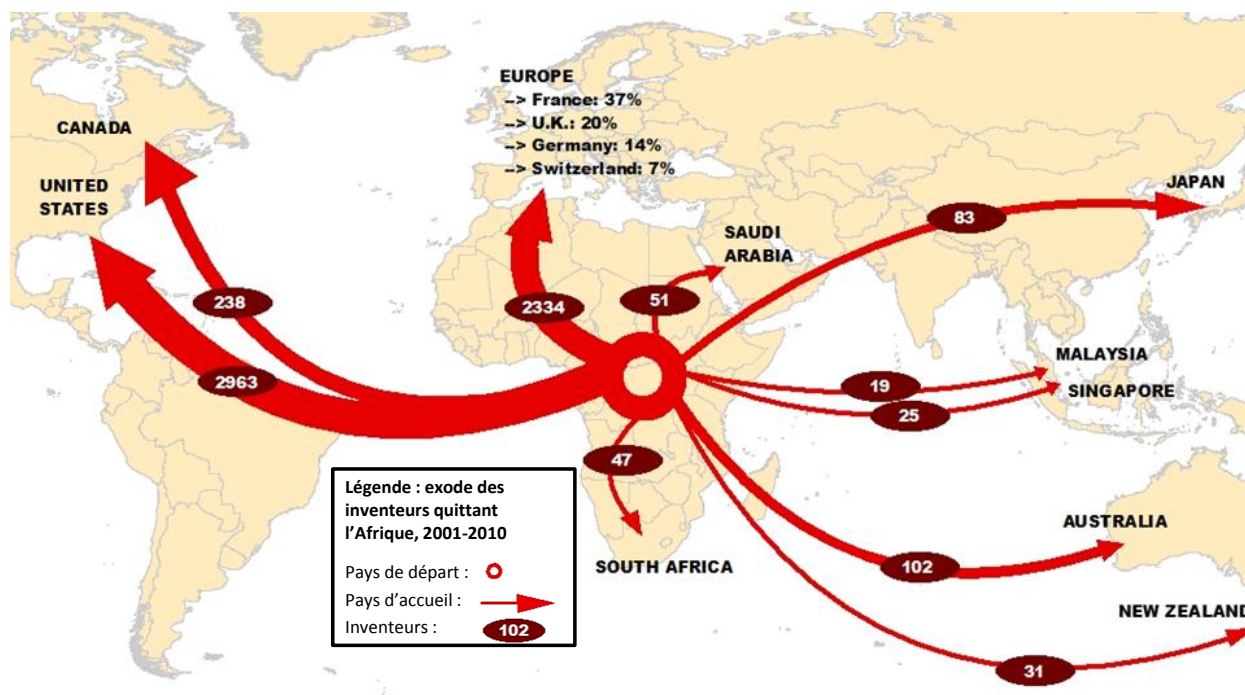 EUROPE
--> France: 37%
--> U.K.: 20%
--> Germany: 14%
--> Switzerland: 7%
CANADA
UNITED
STATES
JAPAN
SAUDI
ARABIA
83
238
2334
51
2963
MALAYSIA
19
SINGAPORE
25
47
Légende : exode des
inventeurs quittant
l'Afrique, 2001-2010
Pays de départ :
Pays d'accueil :
Inventeurs : 102
SOUTH AFRICA
AUSTRALIA
102
NEW ZEALAND
31